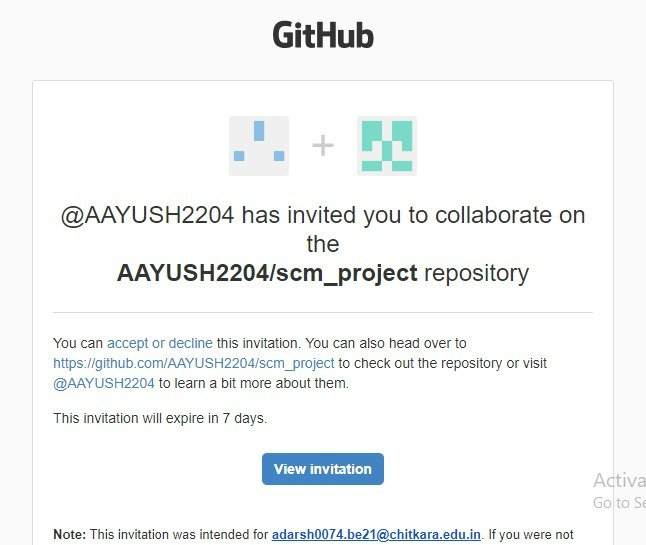 GitHub
+
@AAYUSH2204 has invited you to collaborate on
the
AAYUSH2204/scm_project repository
You can accept or decline this invitation. You can also head over to
https://github.com/AAYUSH2204/scm_project to check out the repository or visit
@AAYUSH2204 to learn a bit more about them.
This invitation will expire in 7 days.
View invitation
Activa
Go to Se
Note: This invitation was intended for adarsh0074.be21@chitkara.edu.in. If you were not